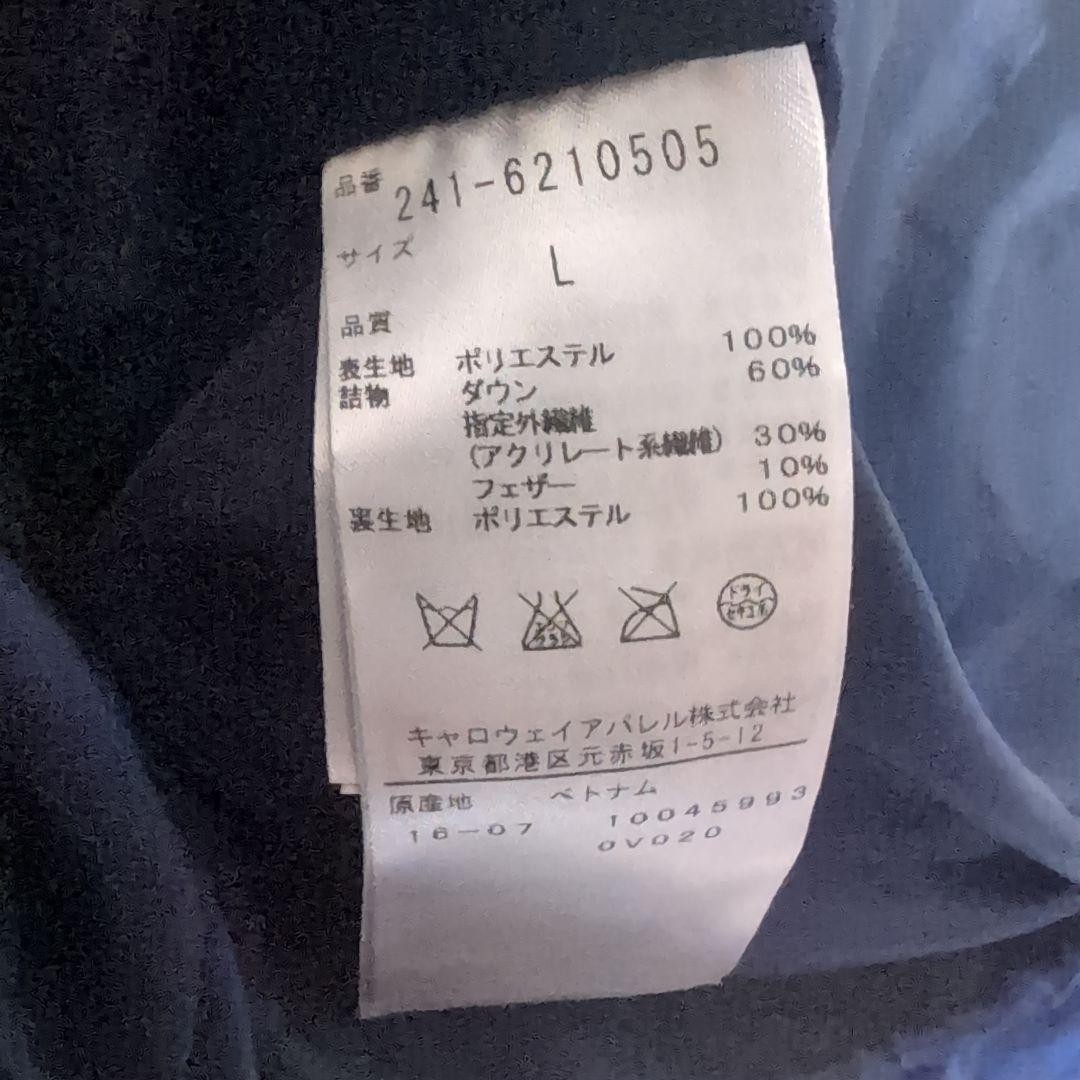 品番 241-6210505
サイズ L
品質
表生地 ポリエステル 100%
詰物 ダウン 60%
指定外繊維
(アクリレート系繊維) 30%
フェザー 10%
裏生地 ポリエステル 100%
ドライ
セキユ系
キャロウェイアパレル株式会社
東京都港区元赤坂1-5-12
原産地 ベトナム
16-07 10045993
0V020